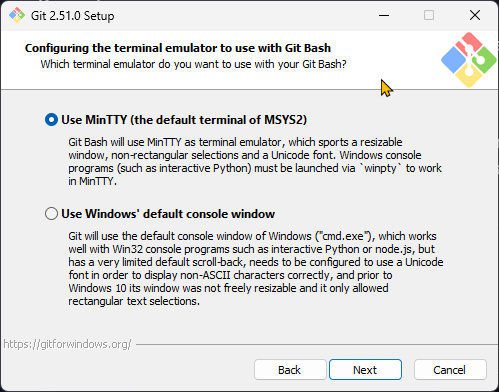 Git 2.51.0 Setup
Configuring the terminal emulator to use with Git Bash
Which terminal emulator do you want to use with your Git Bash?
Use MinTTY (the default terminal of MSYS2)
Git Bash will use MinTTY as terminal emulator, which sports a resizable
window, non-rectangular selections and a Unicode font. Windows console
programs (such as interactive Python) must be launched via `winpty` to work
in MinTTY.
Use Windows' default console window
Git will use the default console window of Windows ("cmd.exe"), which works
well with Win32 console programs such as interactive Python or node.js, but
has a very limited default scroll-back, needs to be configured to use a Unicode
font in order to display non-ASCII characters correctly, and prior to
Windows 10 its window was not freely resizable and it only allowed
rectangular text selections.
https://gitforwindows.org/
Back
Next
Cancel